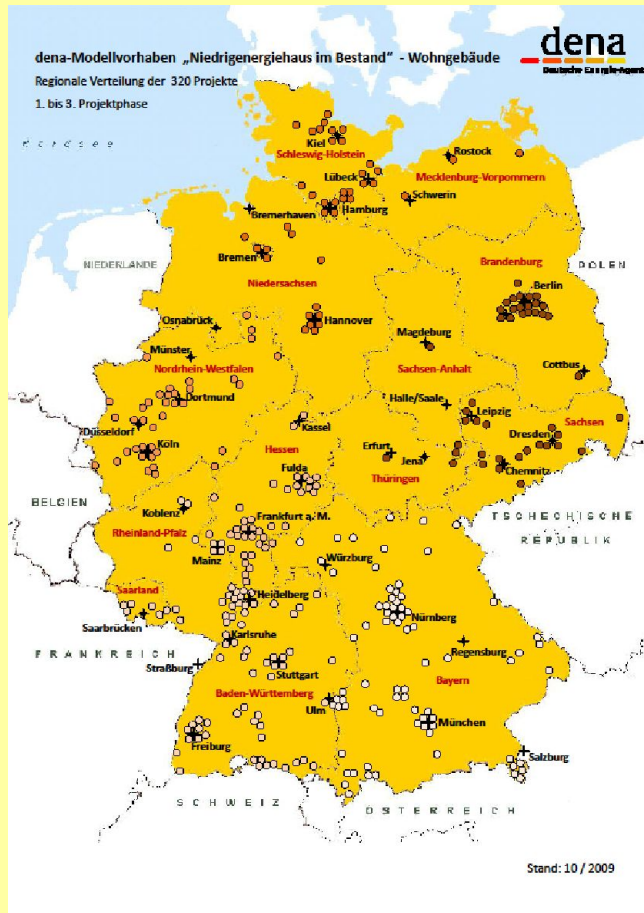 dena-Modellvorhaben „Niedrigenergiehaus im Bestand" - Wohngebäude
dena
Deutsche Energie-Agentur
Regionale Verteilung der 320 Projekte
1. bis 3. Projektphase
Nordsee
Kiel
Schleswig-Holstein
Rostock
Mecklenburg-Vorpommern
Lübeck
Schwerin
Bremerhaven
Hamburg
Bremen
NIEDERLANDE
Brandenburg
POLEN
Niedersachsen
Berlin
Osnabrück
Hannover
Magdeburg
Münster
Nordrhein-Westfalen
Sachsen-Anhalt
Cottbus
Dortmund
Halle/Saale
Leipzig
Düsseldorf
Kassel
Sachsen
Dresden
Köln
Hessen
Erfurt
Jena
Chemnitz
Fulda
Thüringen
BELGIEN
Koblenz
Frankfurt a. M.
TSCHECHISCHE
REPUBLIK
Rheinland-Pfalz
Mainz
Würzburg
Saarland
Heidelberg
Nürnberg
Saarbrücken
Karlsruhe
FRANKREICH
Regensburg
Straßburg
Stuttgart
Bayern
Baden-Württemberg
Ulm
München
Freiburg
Salzburg
SCHWEIZ
ÖSTERREICH
Stand: 10 / 2009